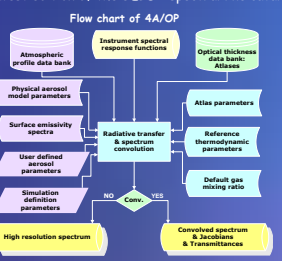 Flow chart of 4A/OP
Atmospheric
profile data bank
Instrument spectral
response functions
Optical thickness
data bank:
Atlases
Physical aerosol
model parameters
Surface emissivity
spectra
User defined
aerosol
parameters
Simulation
definition
parameters
Radiative transfer
& spectrum
convolution
Atlas parameters
Reference
thermodynamic
parameters
Default gas
mixing ratio
NO
Conv.
YES
High resolution spectrum
Convolved spectrum
& Jacobians
& Transmittances